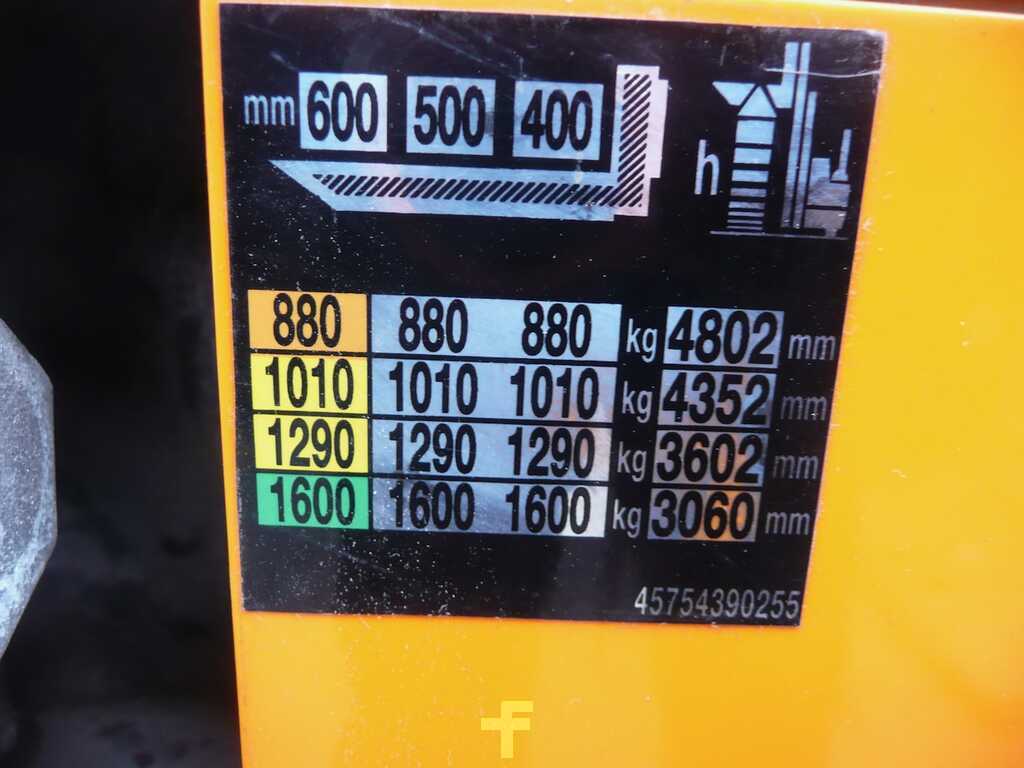 mm 600 500 400
h
880 880 880 kg 4802 mm
1010 1010 1010 kg 4352 mm
1290 1290 1290 kg 3602 mm
1600 1600 1600 kg 3060 mm
45754390255